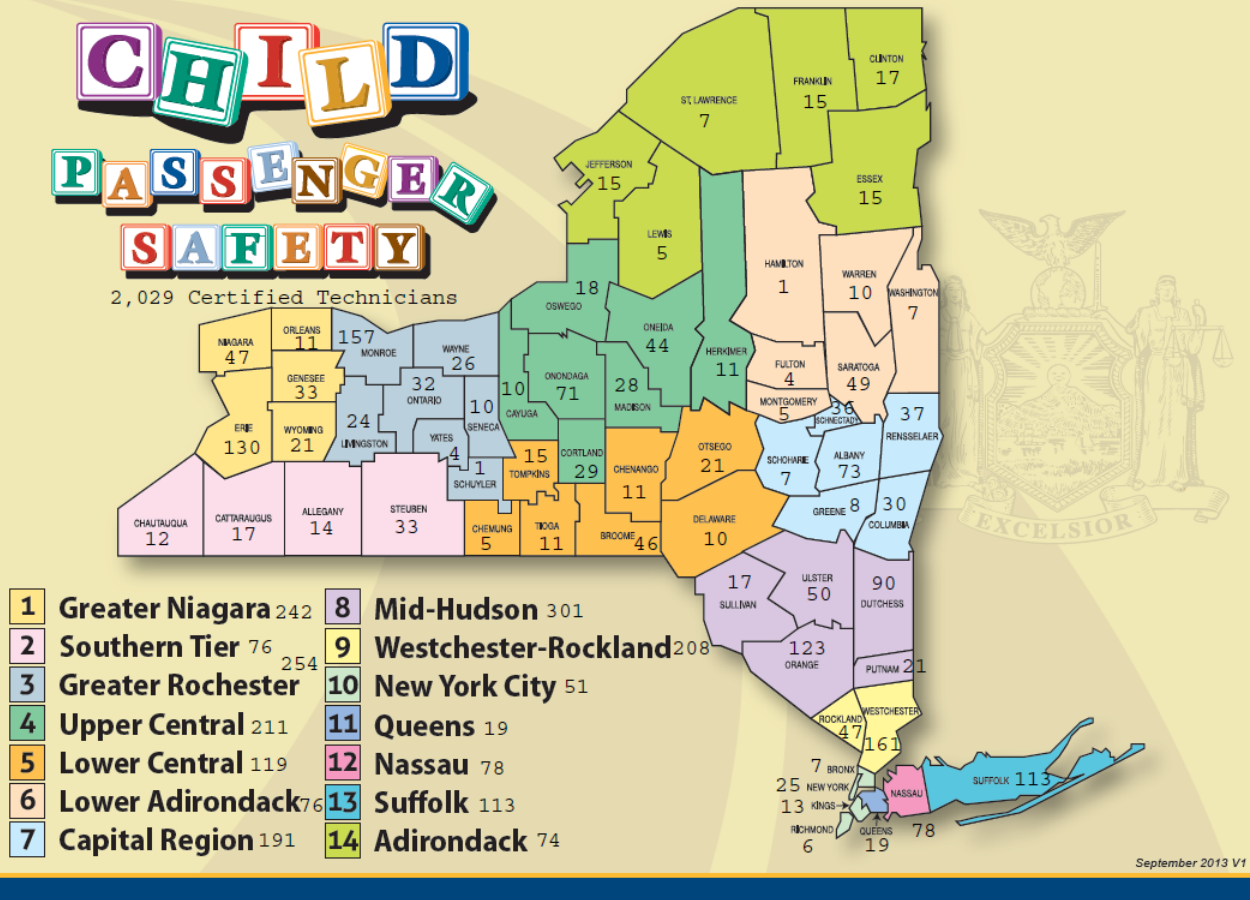 CHILD
PASSENGER
SAFETY
2,029 Certified Technicians
CLINTON
17
FRANKLIN
15
ST. LAWRENCE
7
ESSEX
15
JEFFERSON
15
LEWIS
5
HAMILTON
1
WARREN
10
WASHINGTON
7
18
OSWEGO
ONEIDA
44
HERKIMER
11
FULTON
4
SARATOGA
49
MONTGOMERY
5
36
SCHNECTADY
37
RENSSELAER
NIAGARA
47
ORLEANS
11
157
MONROE
WAYNE
26
GENESEE
33
32
ONTARIO
10
SENECA
10
CAYUGA
ONONDAGA
71
28
MADISON
ERIE
130
WYOMING
21
24
LIVINGSTON
YATES
4
1
SCHUYLER
15
TOMPKINS
CORTLAND
29
CHENANGO
11
OTSEGO
21
SCHOHARIE
7
ALBANY
73
GREENE 8
30
COLUMBIA
CHAUTAUQUA
12
CATTARAUGUS
17
ALLEGANY
14
STEUBEN
33
CHEMUNG
5
TIOGA
11
BROOME 46
DELAWARE
10
EXCELSIOR
17
SULLIVAN
ULSTER
50
90
DUTCHESS
123
ORANGE
PUTNAM 21
ROCKLAND
47
WESTCHESTER
161
7 BRONX
25 NEW YORK
13 KINGS
RICHMOND
6
QUEENS
19
NASSAU
78
SUFFOLK 113
1 Greater Niagara 242
2 Southern Tier 76
3 Greater Rochester 254
4 Upper Central 211
5 Lower Central 119
6 Lower Adirondack 76
7 Capital Region 191
8 Mid-Hudson 301
9 Westchester-Rockland 208
10 New York City 51
11 Queens 19
12 Nassau 78
13 Suffolk 113
14 Adirondack 74
September 2013 V1